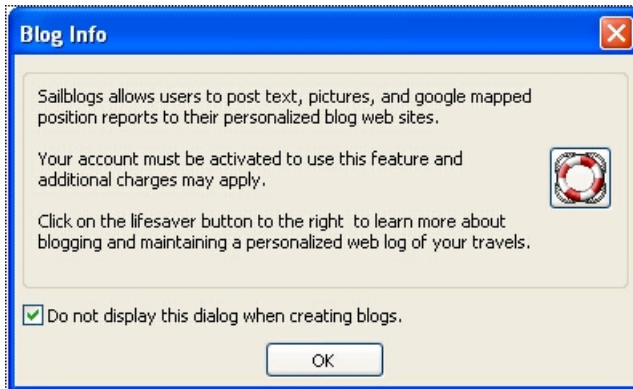 Blog Info
Sailblogs allows users to post text, pictures, and google mapped
position reports to their personalized blog web sites.
Your account must be activated to use this feature and
additional charges may apply.
Click on the lifesaver button to the right to learn more about
blogging and maintaining a personalized web log of your travels.
Do not display this dialog when creating blogs.
OK